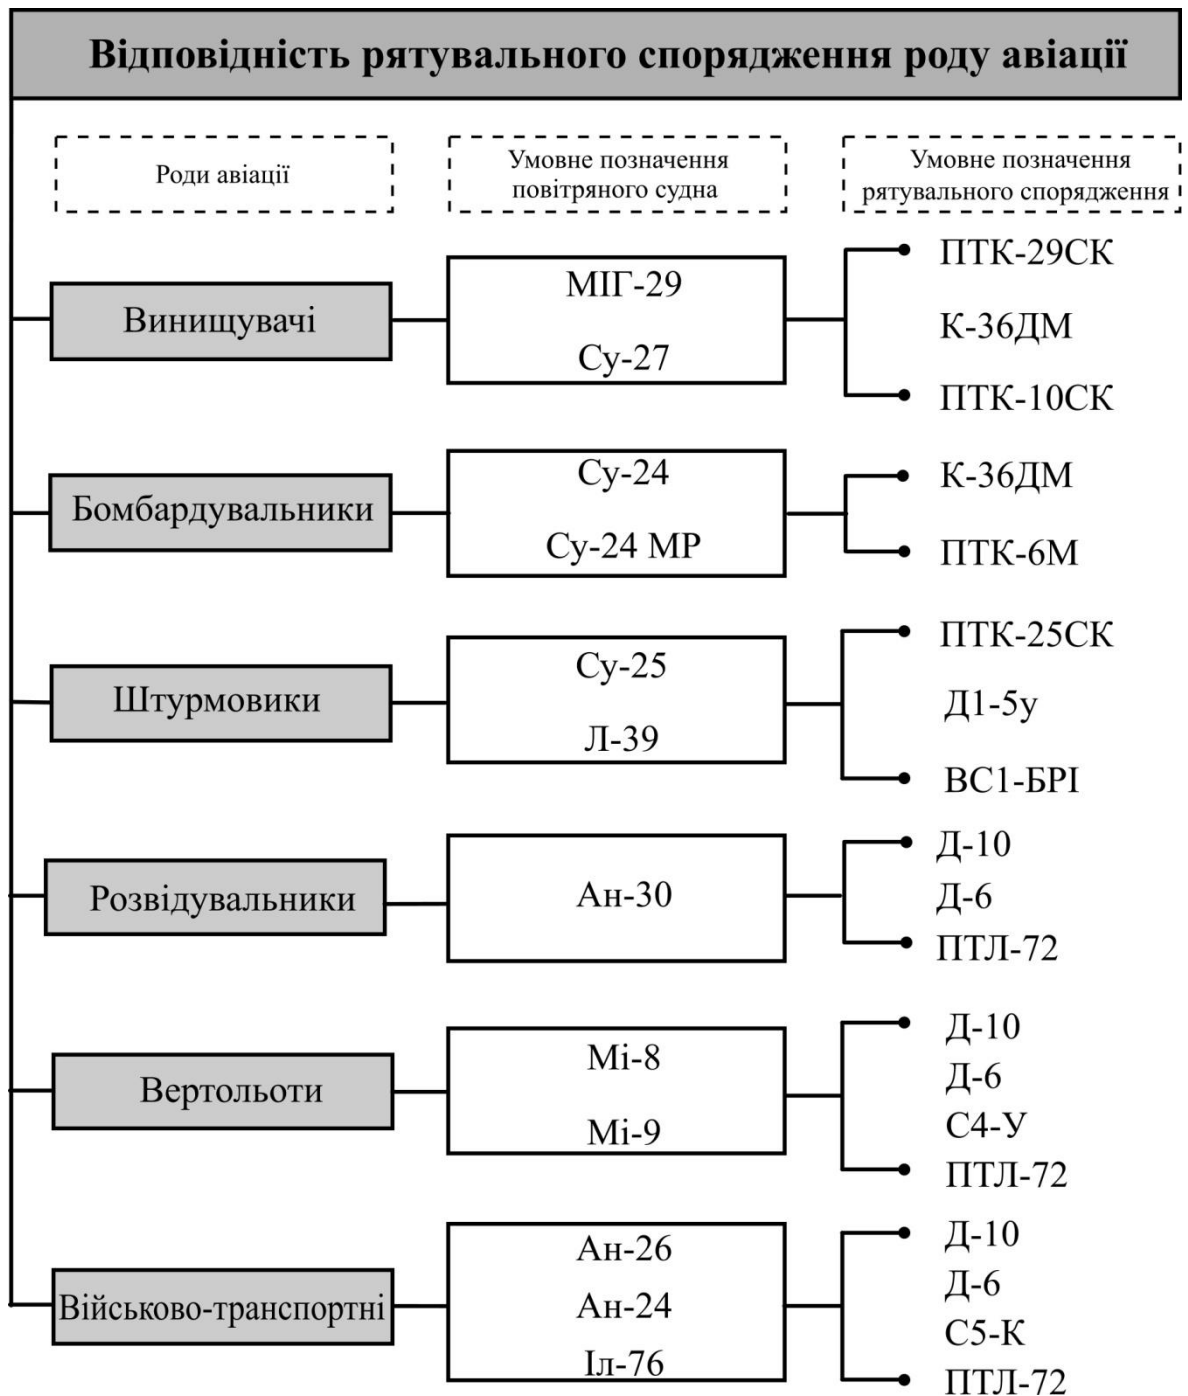 Відповідність рятувального спорядження роду авіації
Роди авіації
Умовне позначення
повітряного судна
Умовне позначення
рятувального спорядження
Винищувачі
МІГ-29
Су-27
ПТК-29СК
К-36ДМ
ПТК-10СК
Бомбардувальники
Су-24
Су-24 МР
К-36ДМ
ПТК-6М
Штурмовики
Су-25
Л-39
ПТК-25СК
Д1-5у
ВС1-БРІ
Розвідувальники
Ан-30
Д-10
Д-6
ПТЛ-72
Вертольоти
Мі-8
Мі-9
Д-10
Д-6
С4-У
ПТЛ-72
Військово-транспортні
Ан-26
Ан-24
Іл-76
Д-10
Д-6
С5-К
ПТЛ-72